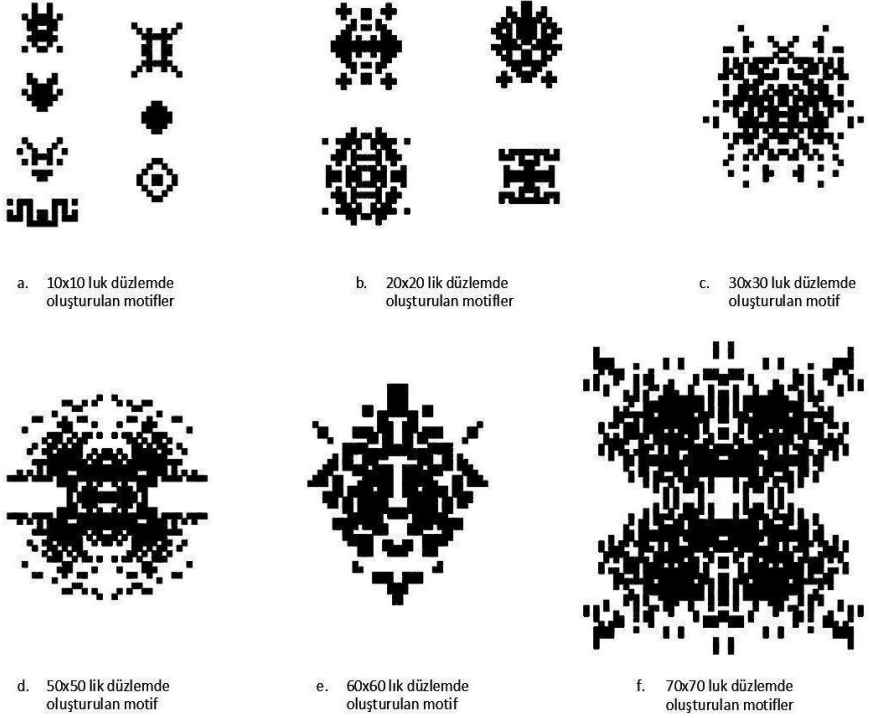 a. 10x10 luk düzlemde
oluşturulan motifler
b. 20x20 lik düzlemde
oluşturulan motifler
c. 30x30 luk düzlemde
oluşturulan motif
d. 50x50 lik düzlemde
oluşturulan motif
e. 60x60 lık düzlemde
oluşturulan motif
f. 70x70 luk düzlemde
oluşturulan motifler